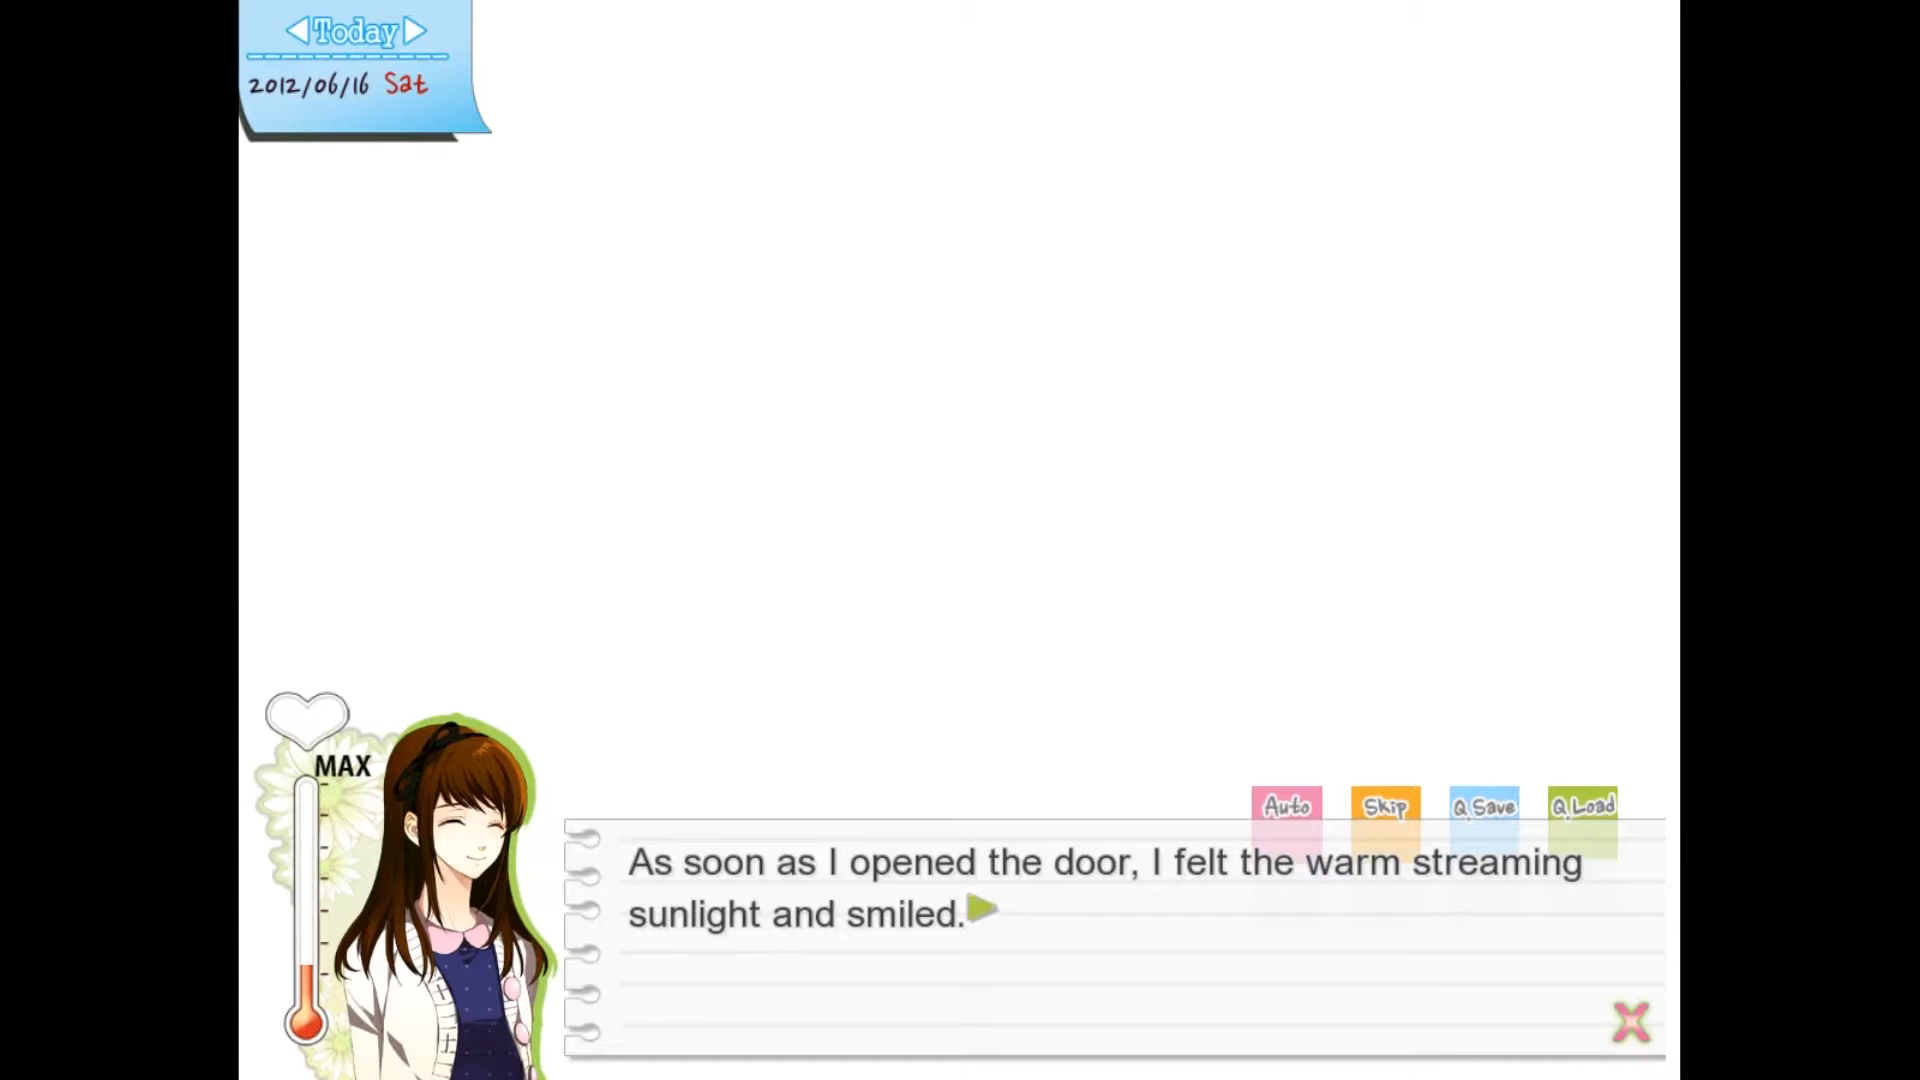 Today
2012/06/16 Sat
MAX
Auto Skip Q.Save Q.Load
As soon as I opened the door, I felt the warm streaming
sunlight and smiled.
X